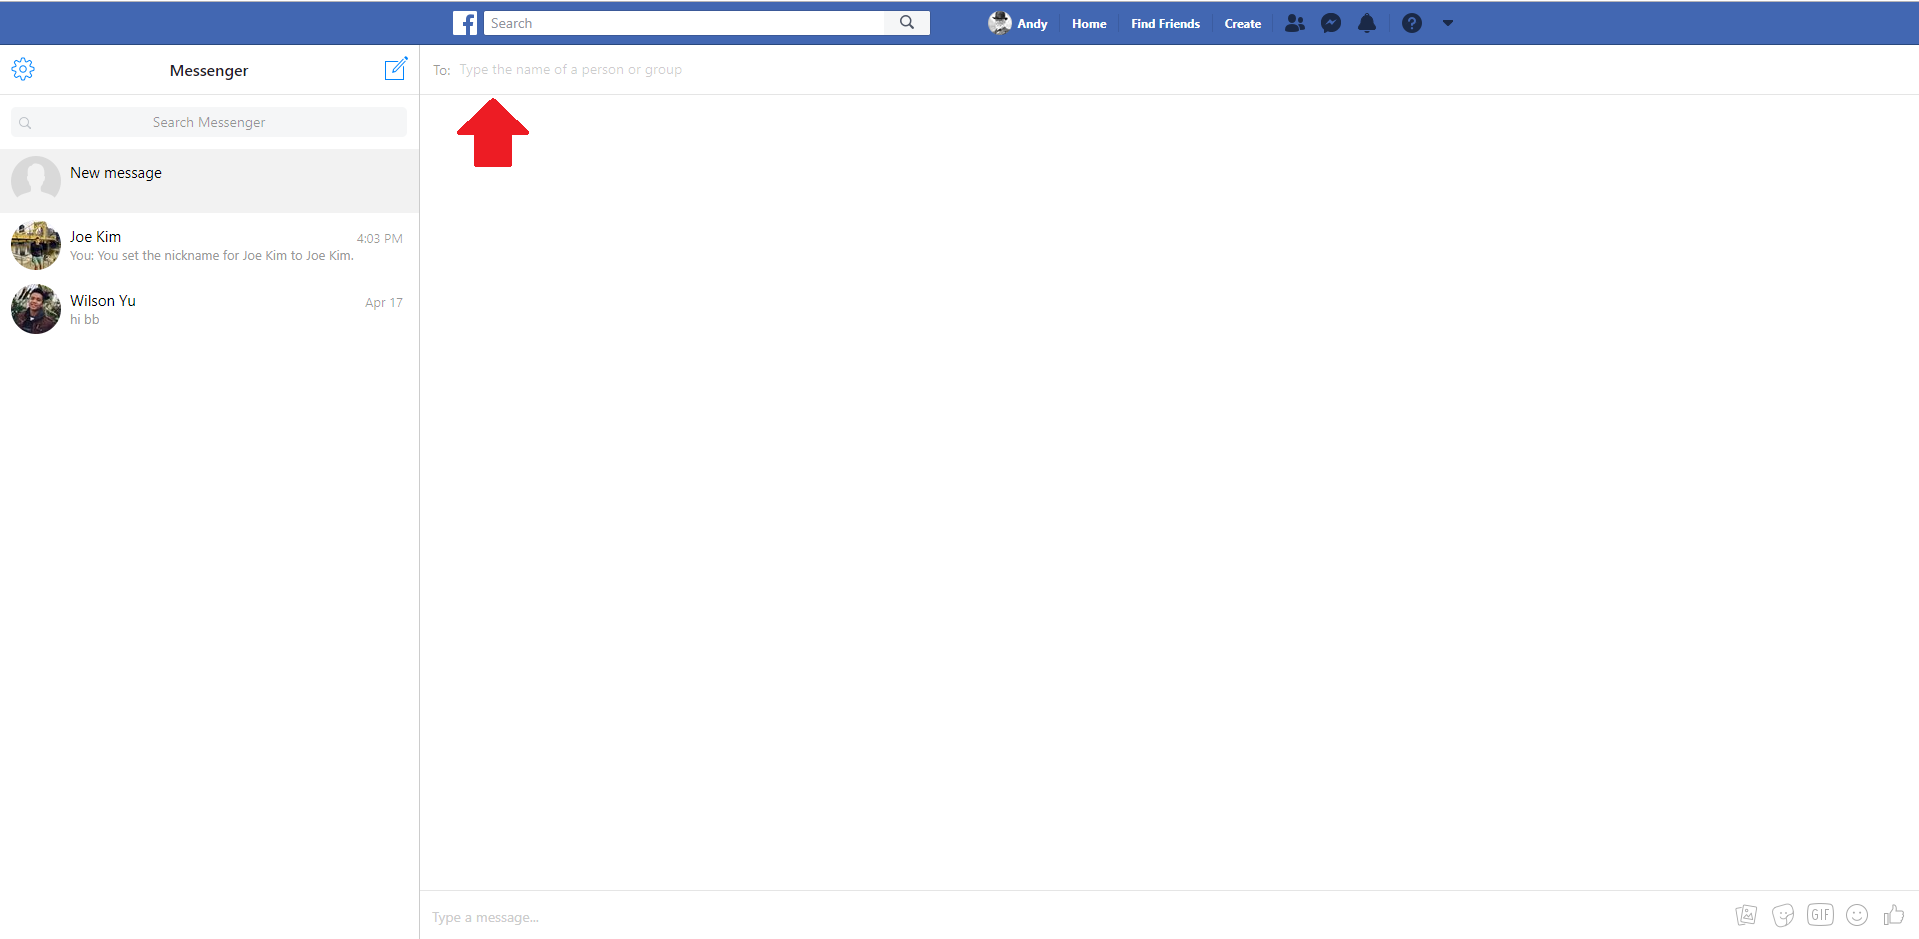 Search
Andy
Home
Find Friends
Create
Messenger
To: Type the name of a person or group
Search Messenger
New message
Joe Kim
4:03 PM
You: You set the nickname for Joe Kim to Joe Kim.
Wilson Yu
Apr 17
hi bb
Type a message...
GIF